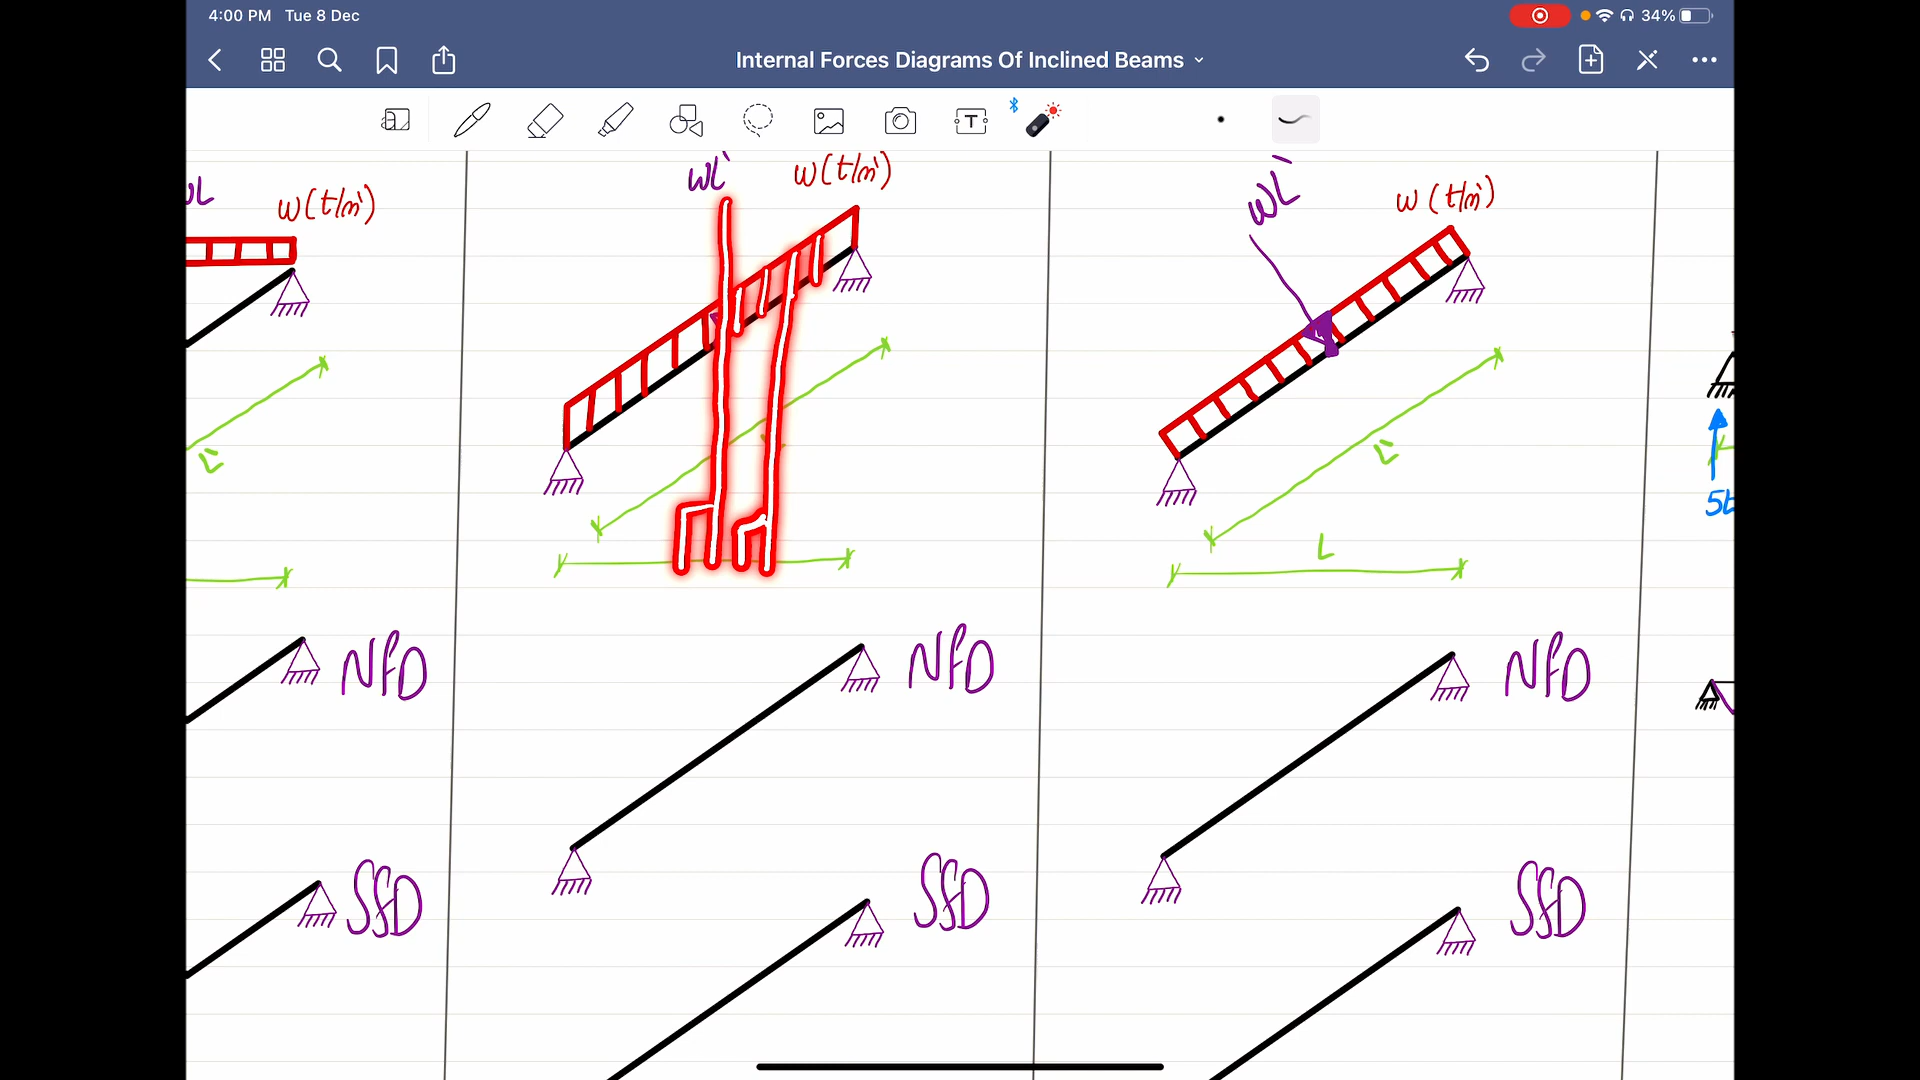 4:00 PM Tue 8 Dec
34%
Internal Forces Diagrams Of Inclined Beams
T
w(t/m')
wL'
w(t/m')
wL'
w(t/m')
L'
L'
L
NFD
NFD
NFD
SFD
SFD
SFD